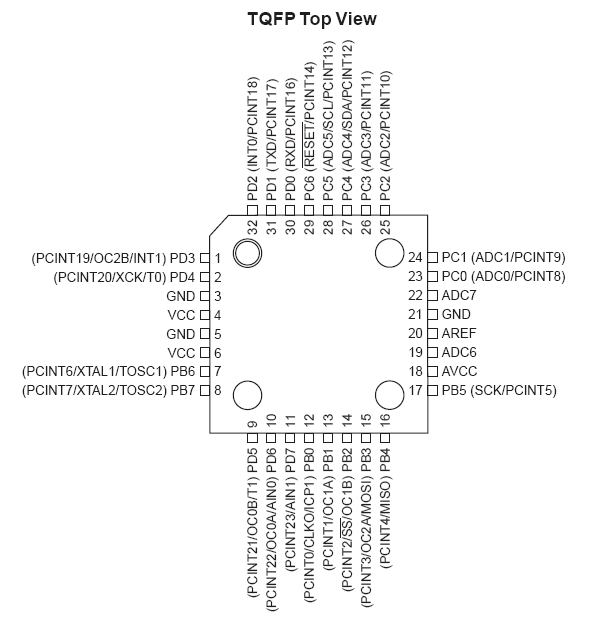 TQFP Top View
PD2 (INT0/PCINT18)
PD1 (TXD/PCINT17)
PD0 (RXD/PCINT16)
PC6 (RESET/PCINT14)
PC5 (ADC5/SCL/PCINT13)
PC4 (ADC4/SDA/PCINT12)
PC3 (ADC3/PCINT11)
PC2 (ADC2/PCINT10)
32
31
30
29
28
27
26
25
(PCINT19/OC2B/INT1) PD3 1
(PCINT20/XCK/T0) PD4 2
GND 3
VCC 4
GND 5
VCC 6
(PCINT6/XTAL1/TOSC1) PB6 7
(PCINT7/XTAL2/TOSC2) PB7 8
24 PC1 (ADC1/PCINT9)
23 PC0 (ADC0/PCINT8)
22 ADC7
21 GND
20 AREF
19 ADC6
18 AVCC
17 PB5 (SCK/PCINT5)
9
10
11
12
13
14
15
16
(PCINT21/OC0B/T1) PD5
(PCINT22/OC0A/AIN0) PD6
(PCINT23/AIN1) PD7
(PCINT0/CLKO/ICP1) PB0
(PCINT1/OC1A) PB1
(PCINT2/SS/OC1B) PB2
(PCINT3/OC2A/MOSI) PB3
(PCINT4/MISO) PB4